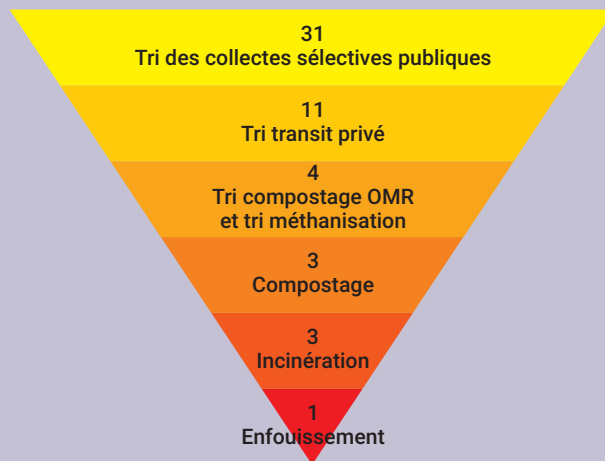 31
Tri des collectes sélectives publiques
11
Tri transit privé
4
Tri compostage OMR
et tri méthanisation
3
Compostage
3
Incinération
1
Enfouissement